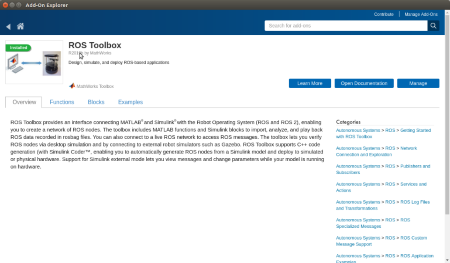 Add-On Explorer
Contribute
Manage Add-Ons
Search for add-ons
Installed
ROS Toolbox
by MathWorks
Design, simulate, and deploy ROS-based applications
MathWorks Toolbox
Learn More
Open Documentation
Manage
Overview
Functions
Blocks
Examples
ROS Toolbox provides an interface connecting MATLAB® and Simulink® with the Robot Operating System (ROS and ROS 2), enabling
you to create a network of ROS nodes. The toolbox includes MATLAB functions and Simulink blocks to import, analyze, and play back
ROS data recorded in rosbag files. You can also connect to a live ROS network to access ROS messages. The toolbox lets you verify
ROS nodes via desktop simulation and by connecting to external robot simulators such as Gazebo. ROS Toolbox supports C++ code
generation (with Simulink Coder™, enabling you to automatically generate ROS nodes from a Simulink model and deploy to simulated
or physical hardware. Support for Simulink external mode lets you view messages and change parameters while your model is running
on hardware.
Categories
Autonomous Systems > ROS > Getting Started
with ROS Toolbox
Autonomous Systems > ROS > Network
Connection and Exploration
Autonomous Systems > ROS > Publishers and
Subscribers
Autonomous Systems > ROS > Services and
Actions
Autonomous Systems > ROS > ROS Log Files
and Transformations
Autonomous Systems > ROS > ROS
Specialized Messages
Autonomous Systems > ROS > ROS Custom
Message Support
Autonomous Systems > ROS > ROS Application
Examples